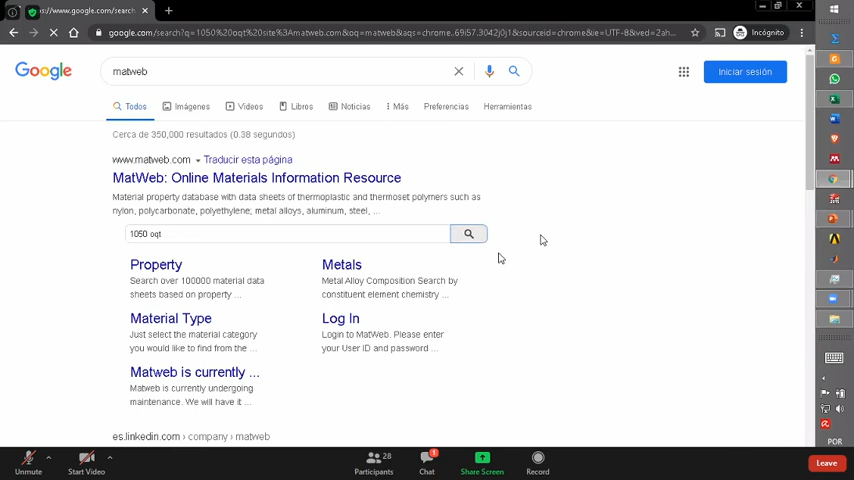 s://www.google.com/search
google.com/search?q=1050%20oqt%20site%3Amatweb.com&oq=matweb&aqs=chrome..69i57.3042j0j1&sourceid=chrome&ie=UTF-8&ved=2ah...
Incógnito
Google
matweb
Iniciar sesión
Todos
Imágenes
Videos
Libros
Noticias
Más
Preferencias
Herramientas
Cerca de 350,000 resultados (0.38 segundos)
www.matweb.com
Traducir esta página
MatWeb: Online Materials Information Resource
Material property database with data sheets of thermoplastic and thermoset polymers such as
nylon, polycarbonate, polyethylene; metal alloys, aluminum, steel, ...
1050 oqt
Property
Search over 100000 material data
sheets based on property ...
Metals
Metal Alloy Composition Search by
constituent element chemistry ...
Material Type
Just select the material category
you would like to find from the ...
Log In
Login to MatWeb. Please enter
your User ID and password ...
Matweb is currently ...
Matweb is currently undergoing
maintenance. We will have it ...
es.linkedin.com › company › matweb
POR
Unmute
Start Video
28
Participants
1
Chat
Share Screen
Record
Leave